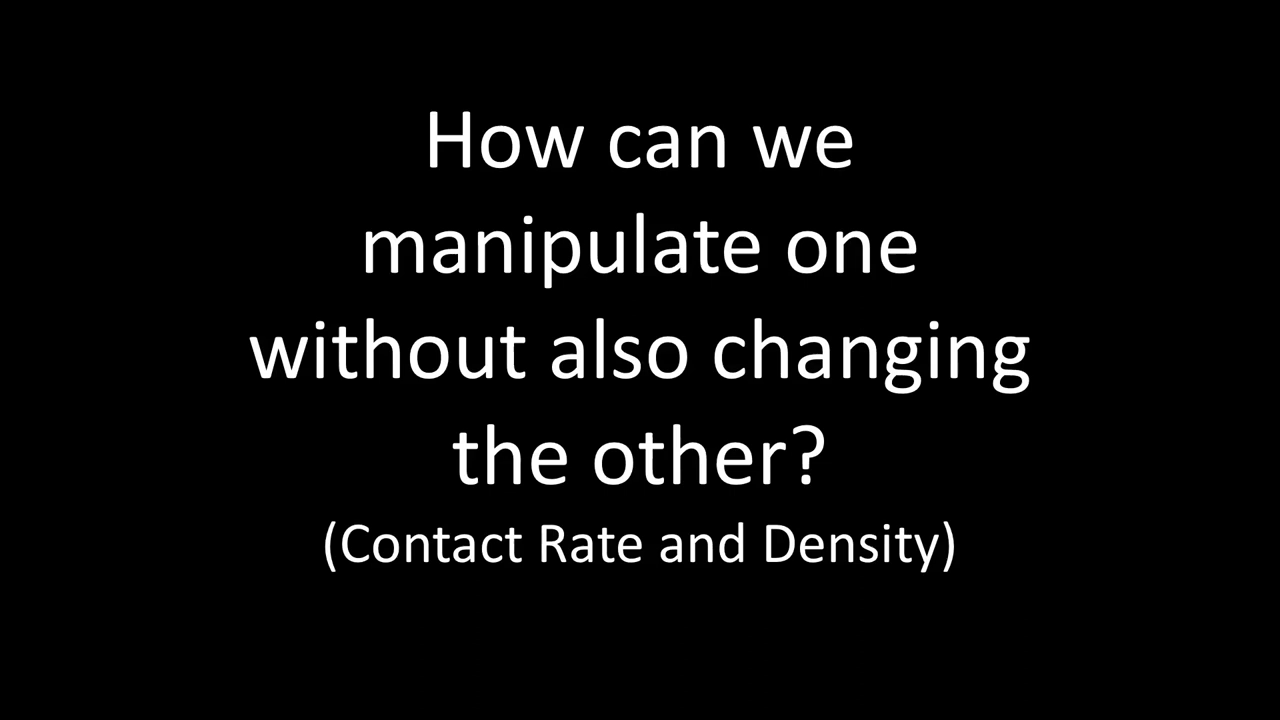 How can we
manipulate one
without also changing
the other?
(Contact Rate and Density)